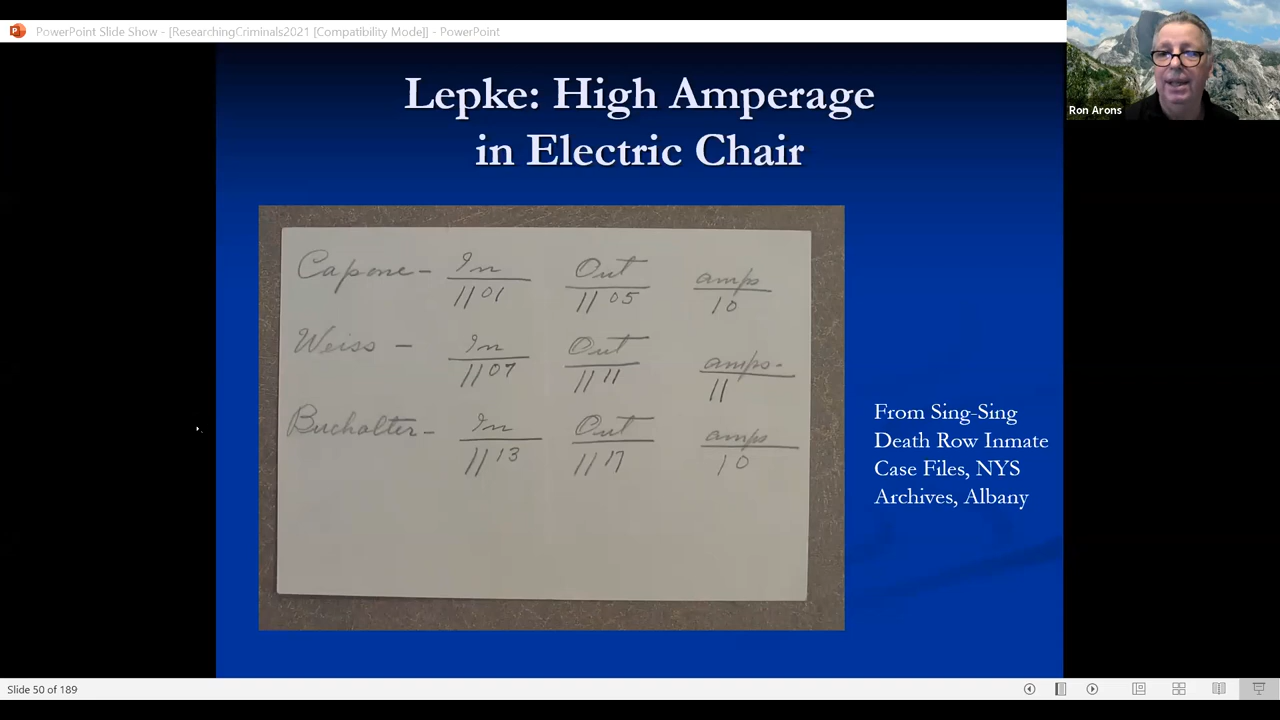 PowerPoint Slide Show - [ResearchingCriminals2021 [Compatibility Mode]] - PowerPoint
Ron Arons
Lepke: High Amperage
in Electric Chair
Capone - In Out amps
11 01 11 05 10
Weiss - In Out amps.
11 07 11 11 11
Bucholter - In Out amps
11 13 11 17 10
From Sing-Sing
Death Row Inmate
Case Files, NYS
Archives, Albany
Slide 50 of 189